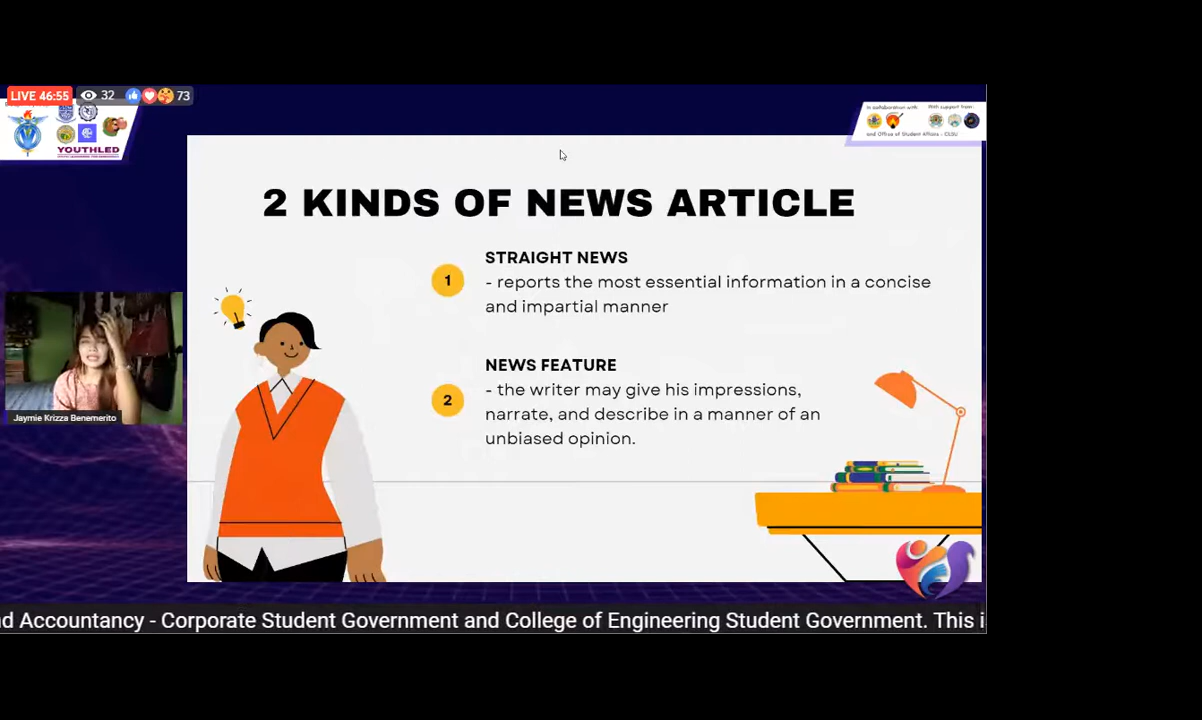 LIVE 46:55
32
73
YOUTHLED
In collaboration with:
With support from:
and Office of Student Affairs - CLSU
2 KINDS OF NEWS ARTICLE
1
STRAIGHT NEWS
- reports the most essential information in a concise
and impartial manner
2
NEWS FEATURE
- the writer may give his impressions,
narrate, and describe in a manner of an
unbiased opinion.
Jaymie Krizza Benemerito
d Accountancy - Corporate Student Government and College of Engineering Student Government. This i